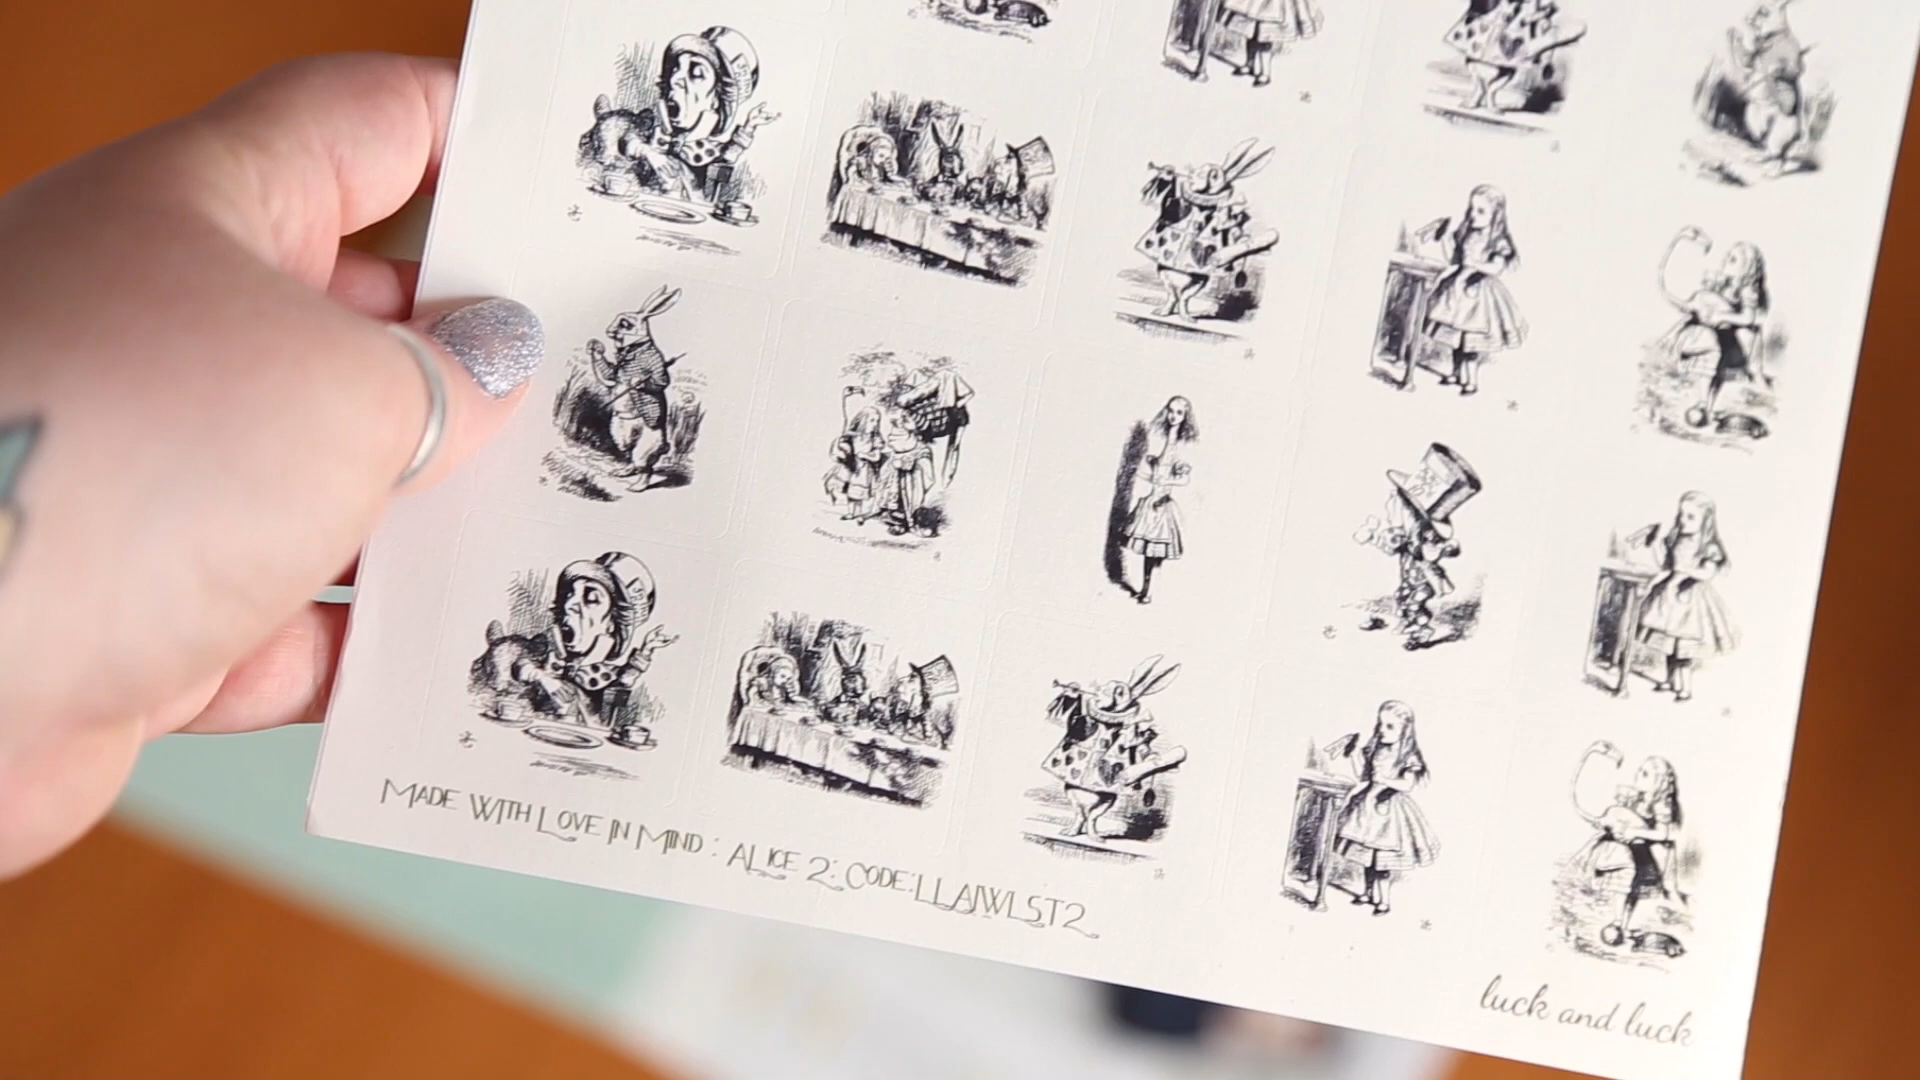 MADE WITH LOVE IN MIND : ALICE 2: CODE:LLAIWLST2
luck and luck